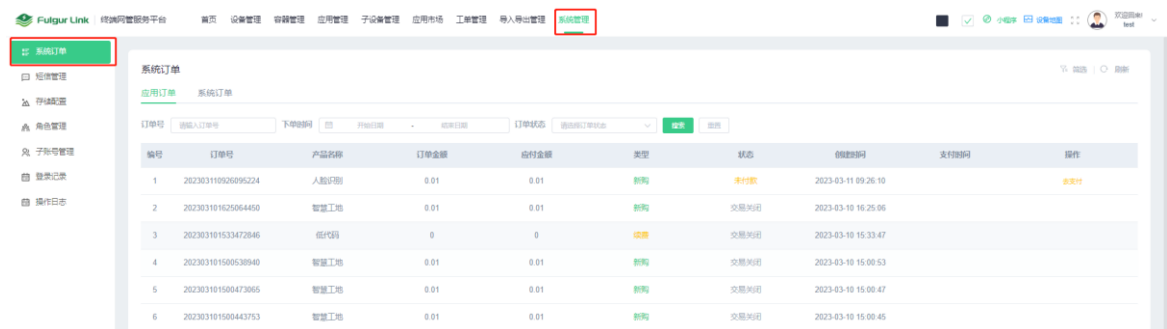 Fulgur Link 终端网管服务平台 首页 设备管理 容器管理 应用管理 子设备管理 应用市场 工单管理 导入导出管理 系统管理 小程序 设备地图 欢迎回来! test
系统订单
短信管理
存储配置
角色管理
子账号管理
登录记录
操作日志
系统订单 筛选 刷新
应用订单 系统订单
订单号 请输入订单号 下单时间 开始日期 - 结束日期 订单状态 请选择订单状态 搜索 重置
编号 订单号 产品名称 订单金额 应付金额 类型 状态 创建时间 支付时间 操作
1 202303110926095224 人脸识别 0.01 0.01 新购 未付款 2023-03-11 09:26:10 去支付
2 202303101625064450 智慧工地 0.01 0.01 新购 交易关闭 2023-03-10 16:25:06
3 202303101533472846 低代码 0 0 续费 交易关闭 2023-03-10 15:33:47
4 202303101500538940 智慧工地 0.01 0.01 新购 交易关闭 2023-03-10 15:00:53
5 202303101500473065 智慧工地 0.01 0.01 新购 交易关闭 2023-03-10 15:00:47
6 202303101500443753 智慧工地 0.01 0.01 新购 交易关闭 2023-03-10 15:00:45